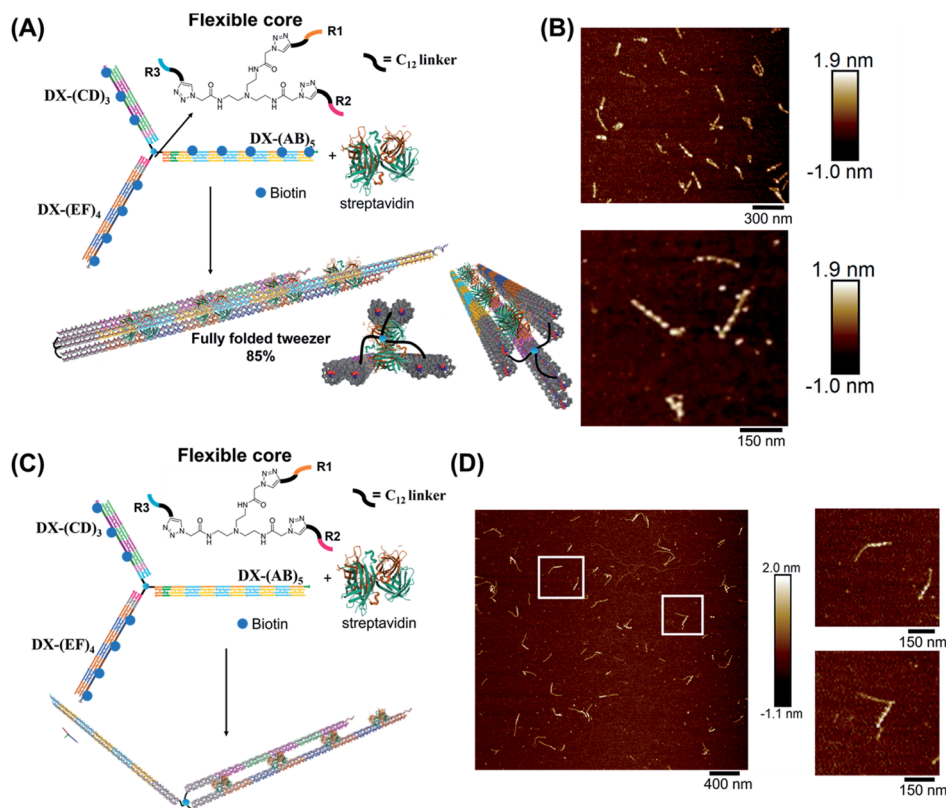 (A)
Flexible core
R1
R3
= C12 linker
R2
N=N
N
O
N
H
HN
O
N
N=N
N
H
N
O
N
N=N
DX-(CD)3
DX-(AB)5
+
Biotin
streptavidin
DX-(EF)4
Fully folded tweezer
85%
(B)
1.9 nm
-1.0 nm
300 nm
1.9 nm
-1.0 nm
150 nm
(C)
Flexible core
R1
R3
= C12 linker
R2
N=N
N
O
HN
N
H
O
N
N=N
N
H
N
O
N
N=N
DX-(CD)3
DX-(AB)5
+
Biotin
streptavidin
DX-(EF)4
(D)
2.0 nm
-1.1 nm
400 nm
150 nm
150 nm